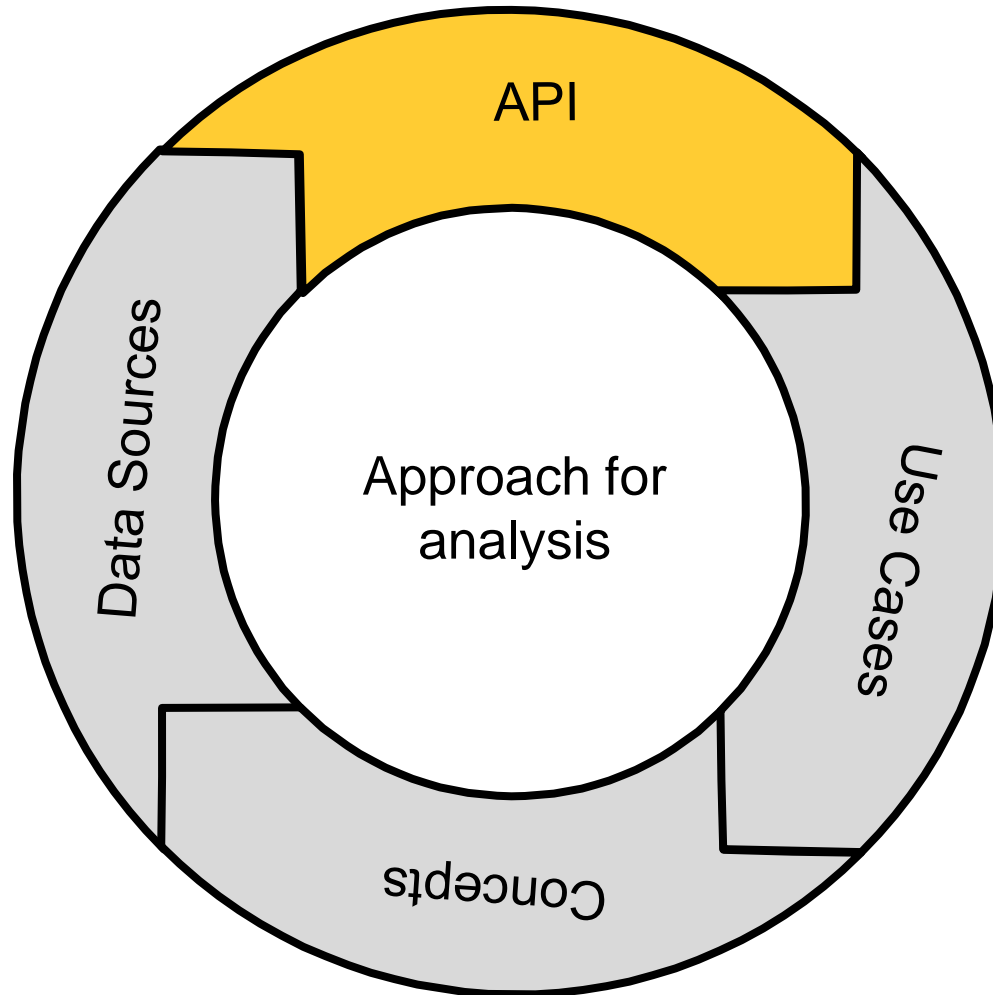 API
Use Cases
Concepts
Data Sources
Approach for
analysis